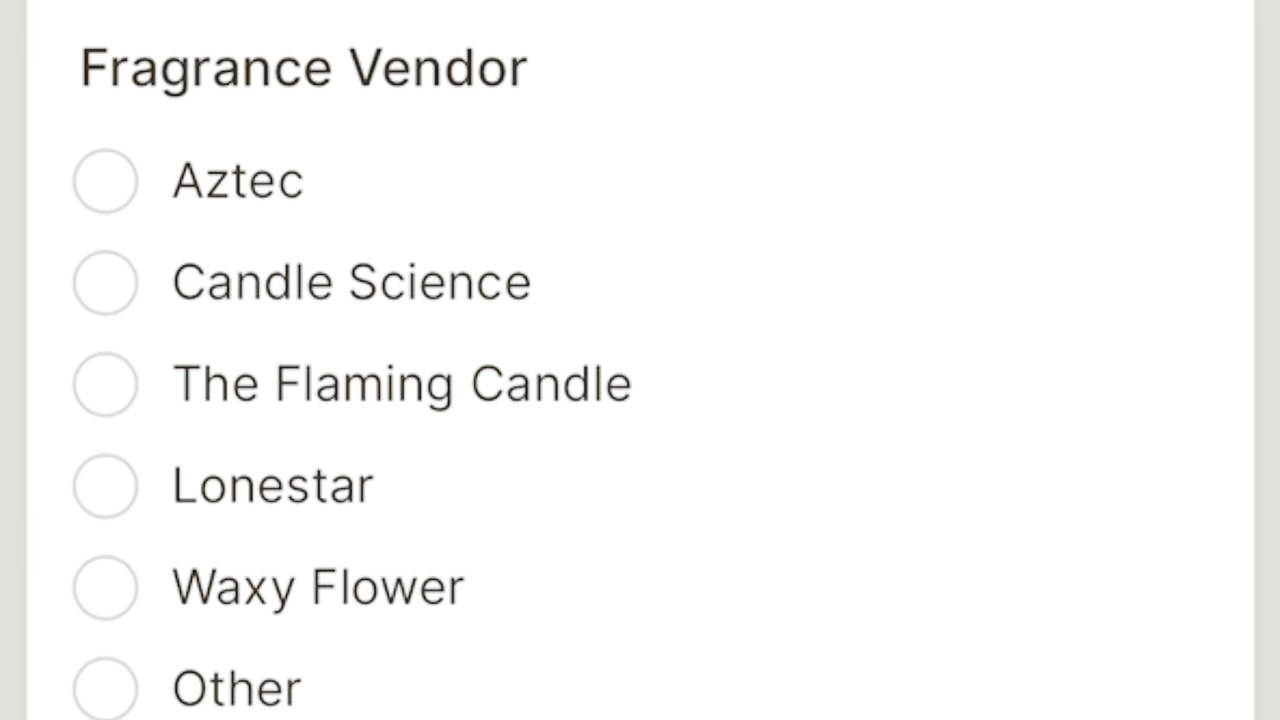 Fragrance Vendor
Aztec
Candle Science
The Flaming Candle
Lonestar
Waxy Flower
Other